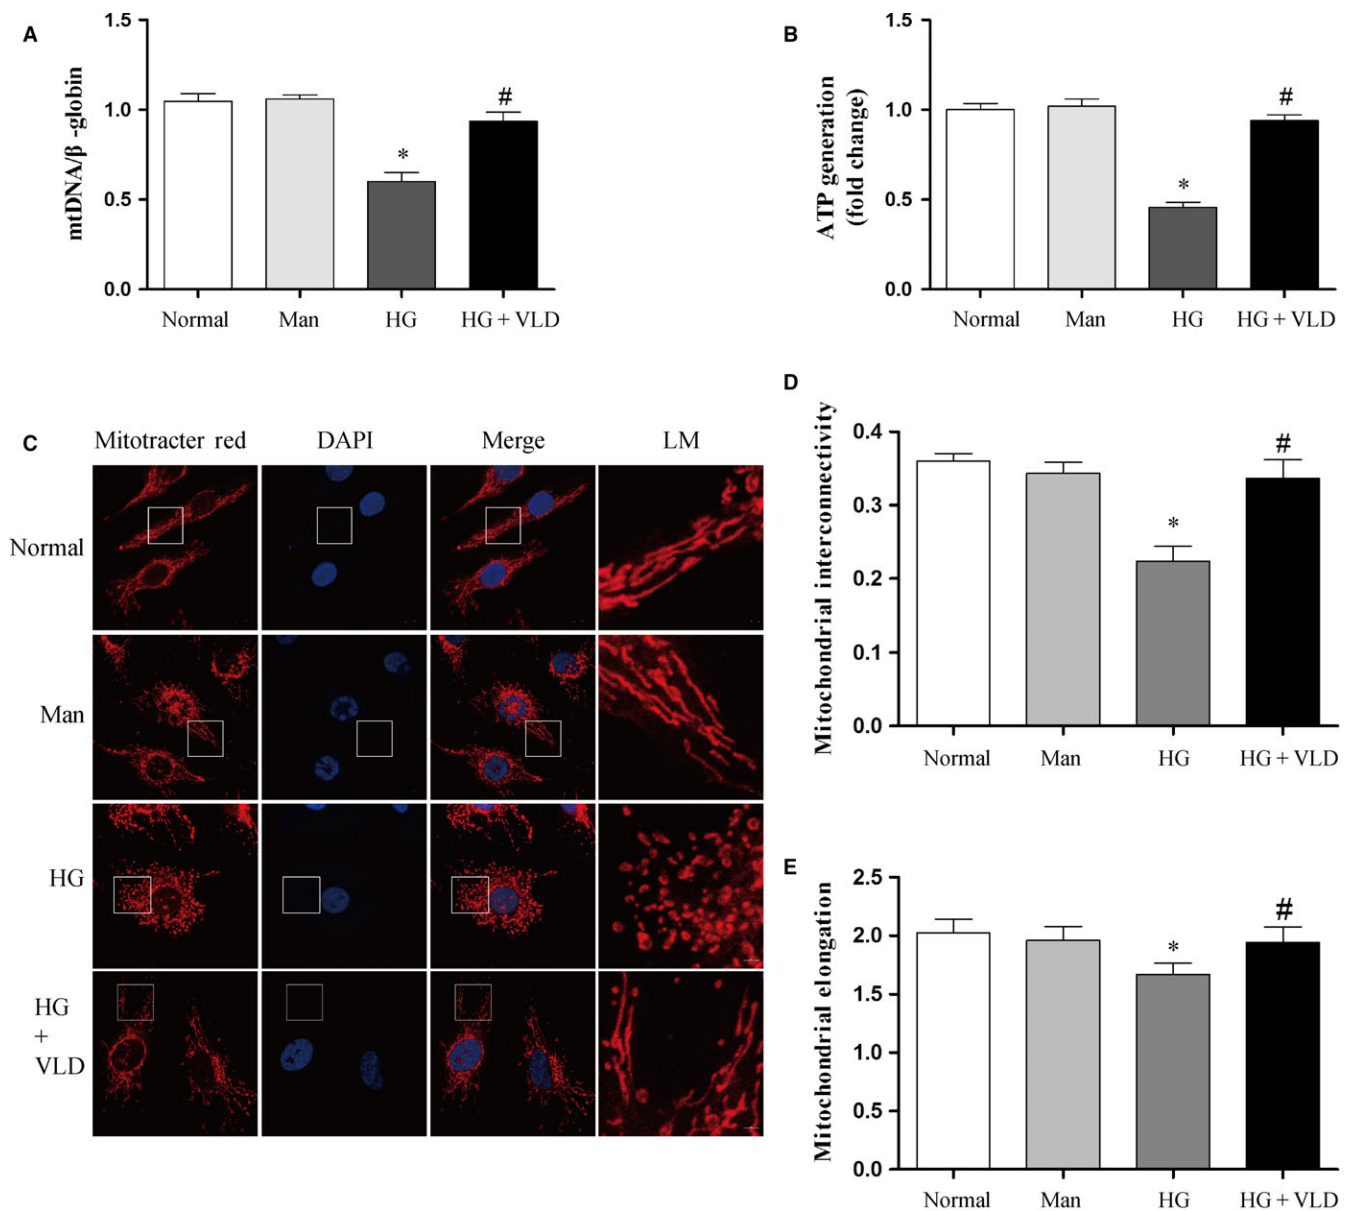 A
1.5
1.0
0.5
0.0
mtDNA/β -globin
*
#
Normal Man HG HG + VLD
B
1.5
1.0
0.5
0.0
ATP generation
(fold change)
*
#
Normal Man HG HG + VLD
C
Mitotracter red DAPI Merge LM
Normal
Man
HG
HG
+
VLD
D
0.4
0.3
0.2
0.1
0.0
Mitochondrial interconnectivity
*
#
Normal Man HG HG + VLD
E
2.5
2.0
1.5
1.0
0.5
0.0
Mitochondrial elongation
*
#
Normal Man HG HG + VLD